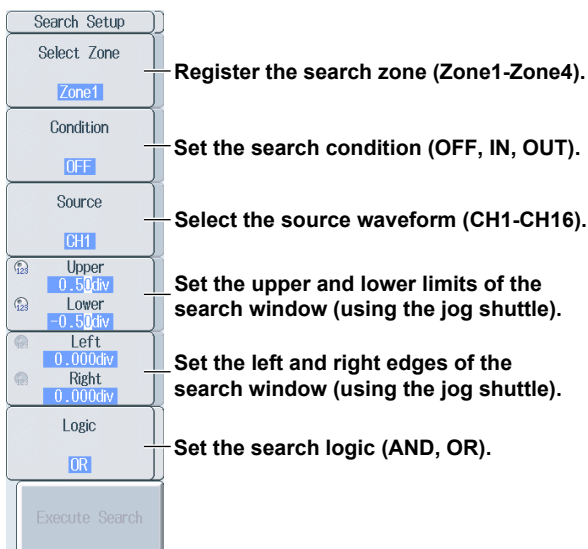 Search Setup
Select Zone
Zone1
Register the search zone (Zone1-Zone4).
Condition
OFF
Set the search condition (OFF, IN, OUT).
Source
CH1
Select the source waveform (CH1-CH16).
Upper
0.50div
Lower
-0.50div
Set the upper and lower limits of the
search window (using the jog shuttle).
Left
0.000div
Right
0.000div
Set the left and right edges of the
search window (using the jog shuttle).
Logic
OR
Set the search logic (AND, OR).
Execute Search